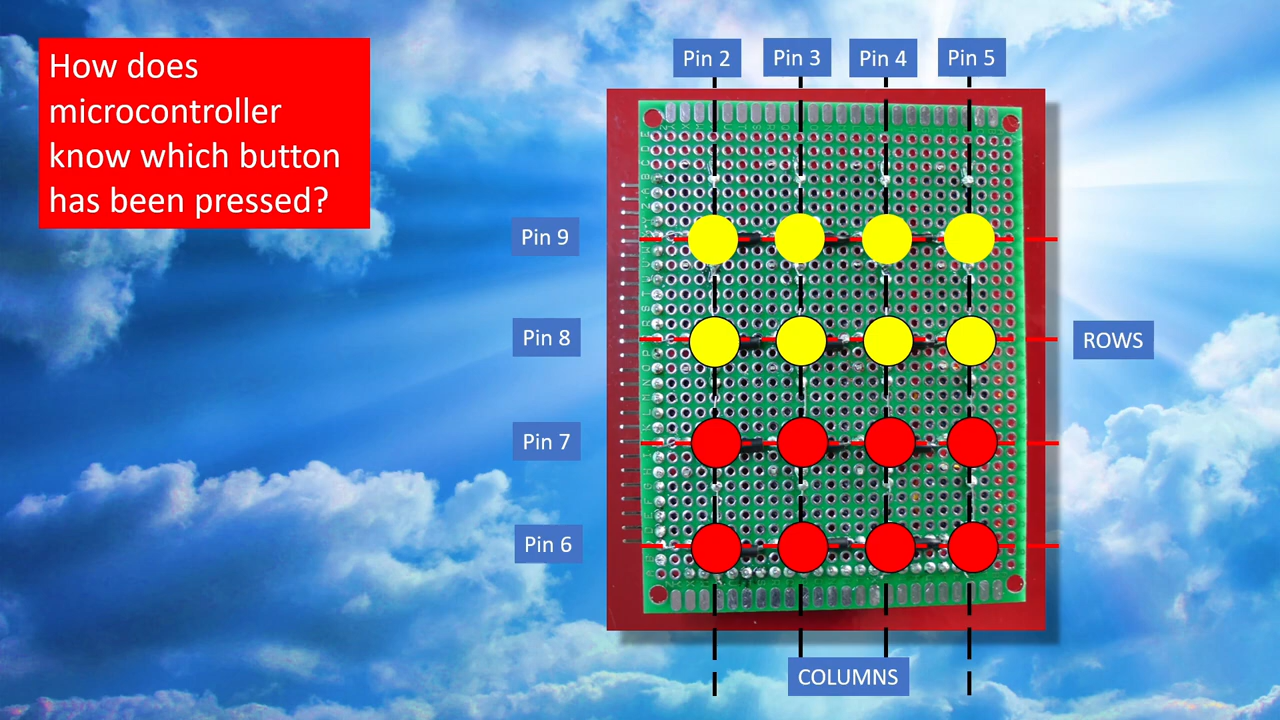 How does
microcontroller
know which button
has been pressed?
Pin 2
Pin 3
Pin 4
Pin 5
Pin 9
Pin 8
ROWS
Pin 7
Pin 6
COLUMNS